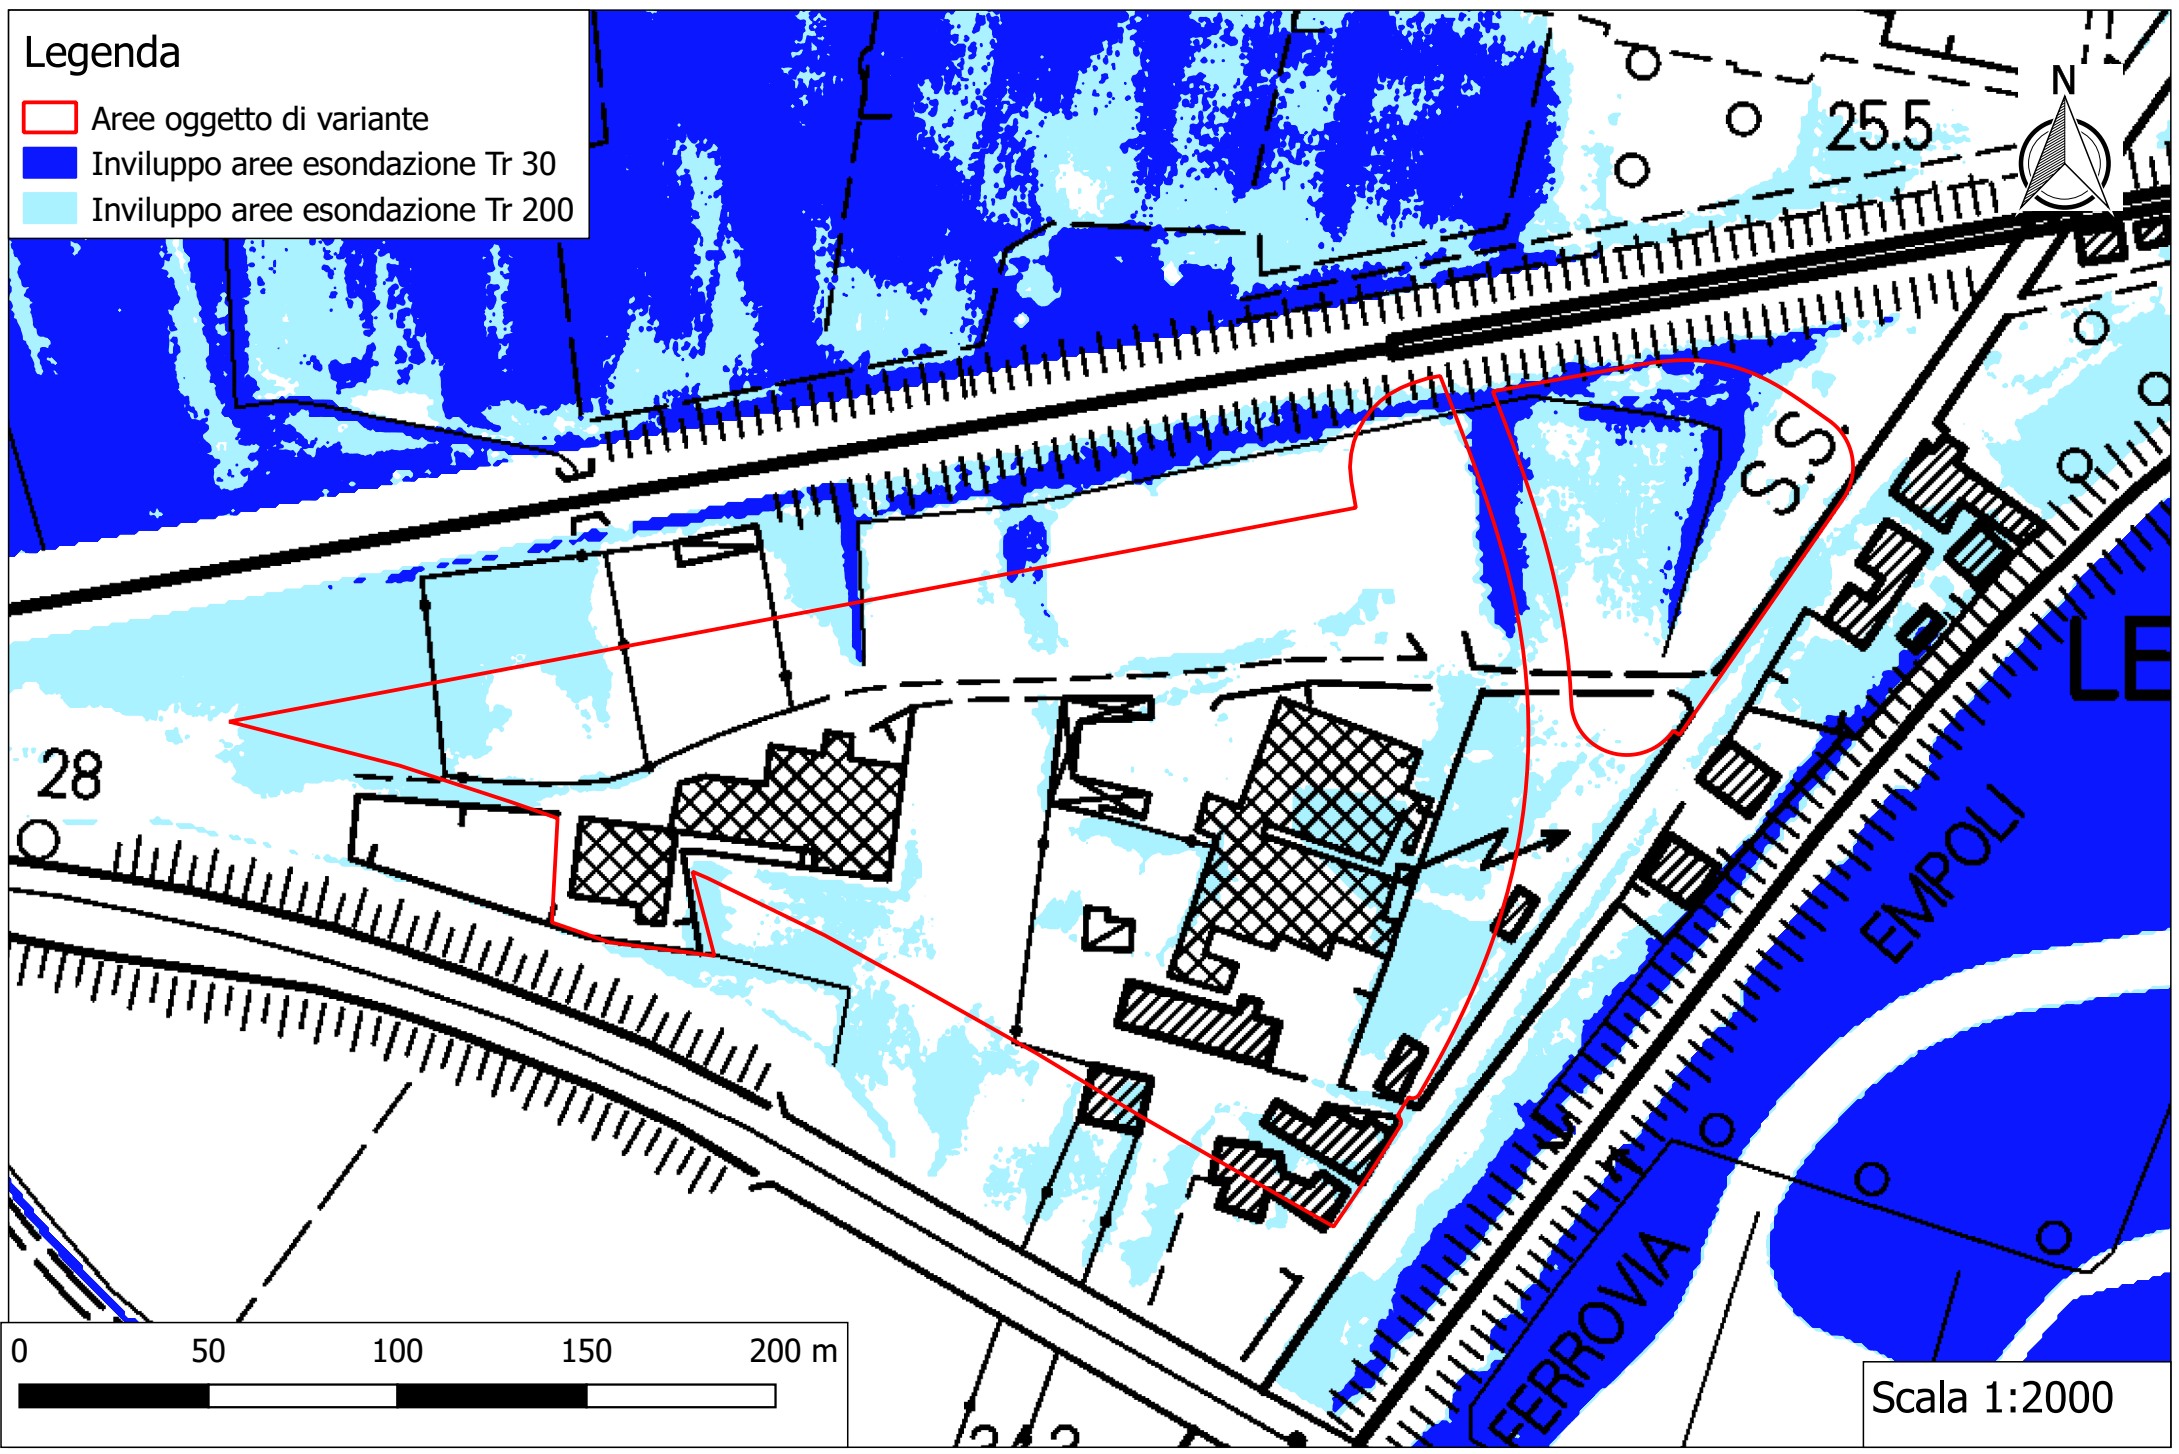 Legenda
Aree oggetto di variante
Inviluppo aree esondazione Tr 30
Inviluppo aree esondazione Tr 200
25.5
N
S.S.
LE
28
EMPOLI
FERROVIA
0 50 100 150 200 m
Scala 1:2000